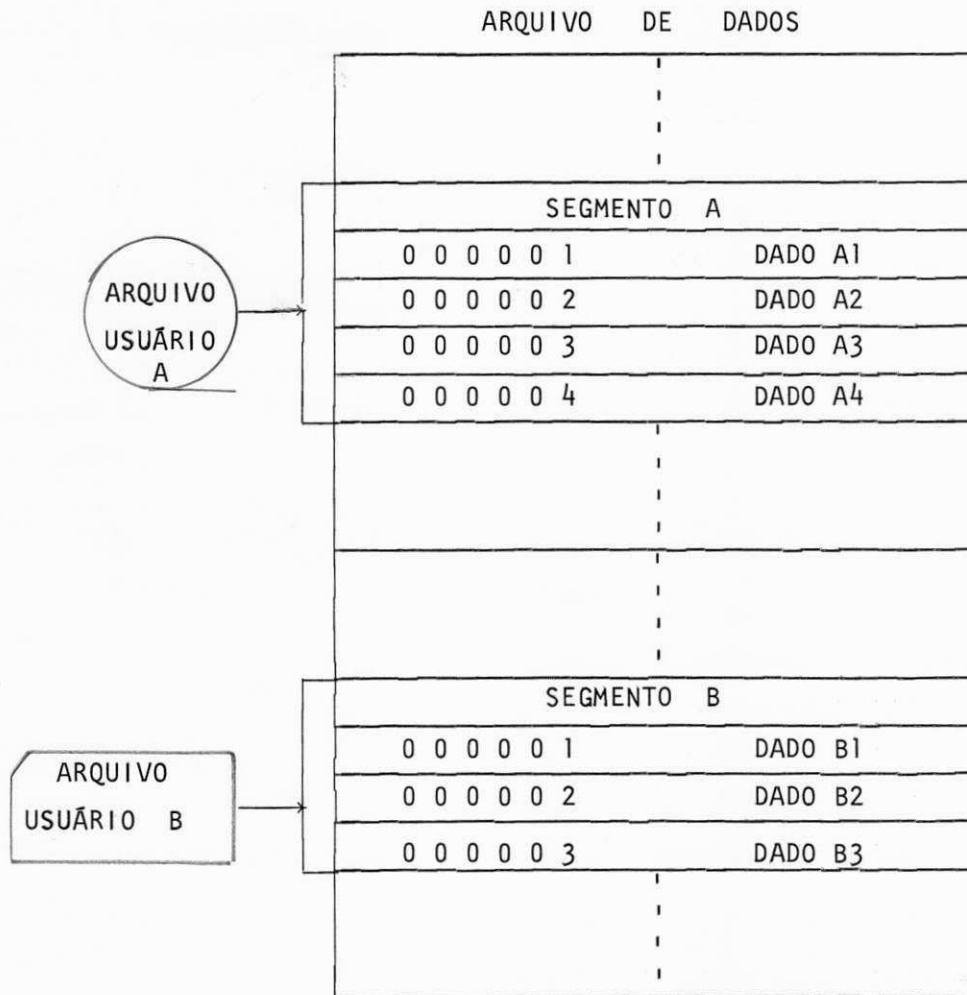 ARQUIVO DE DADOS
SEGMENTO A
0 0 0 0 0 1 DADO A1
0 0 0 0 0 2 DADO A2
0 0 0 0 0 3 DADO A3
0 0 0 0 0 4 DADO A4
ARQUIVO
USUÁRIO
A
SEGMENTO B
0 0 0 0 0 1 DADO B1
0 0 0 0 0 2 DADO B2
0 0 0 0 0 3 DADO B3
ARQUIVO
USUÁRIO B